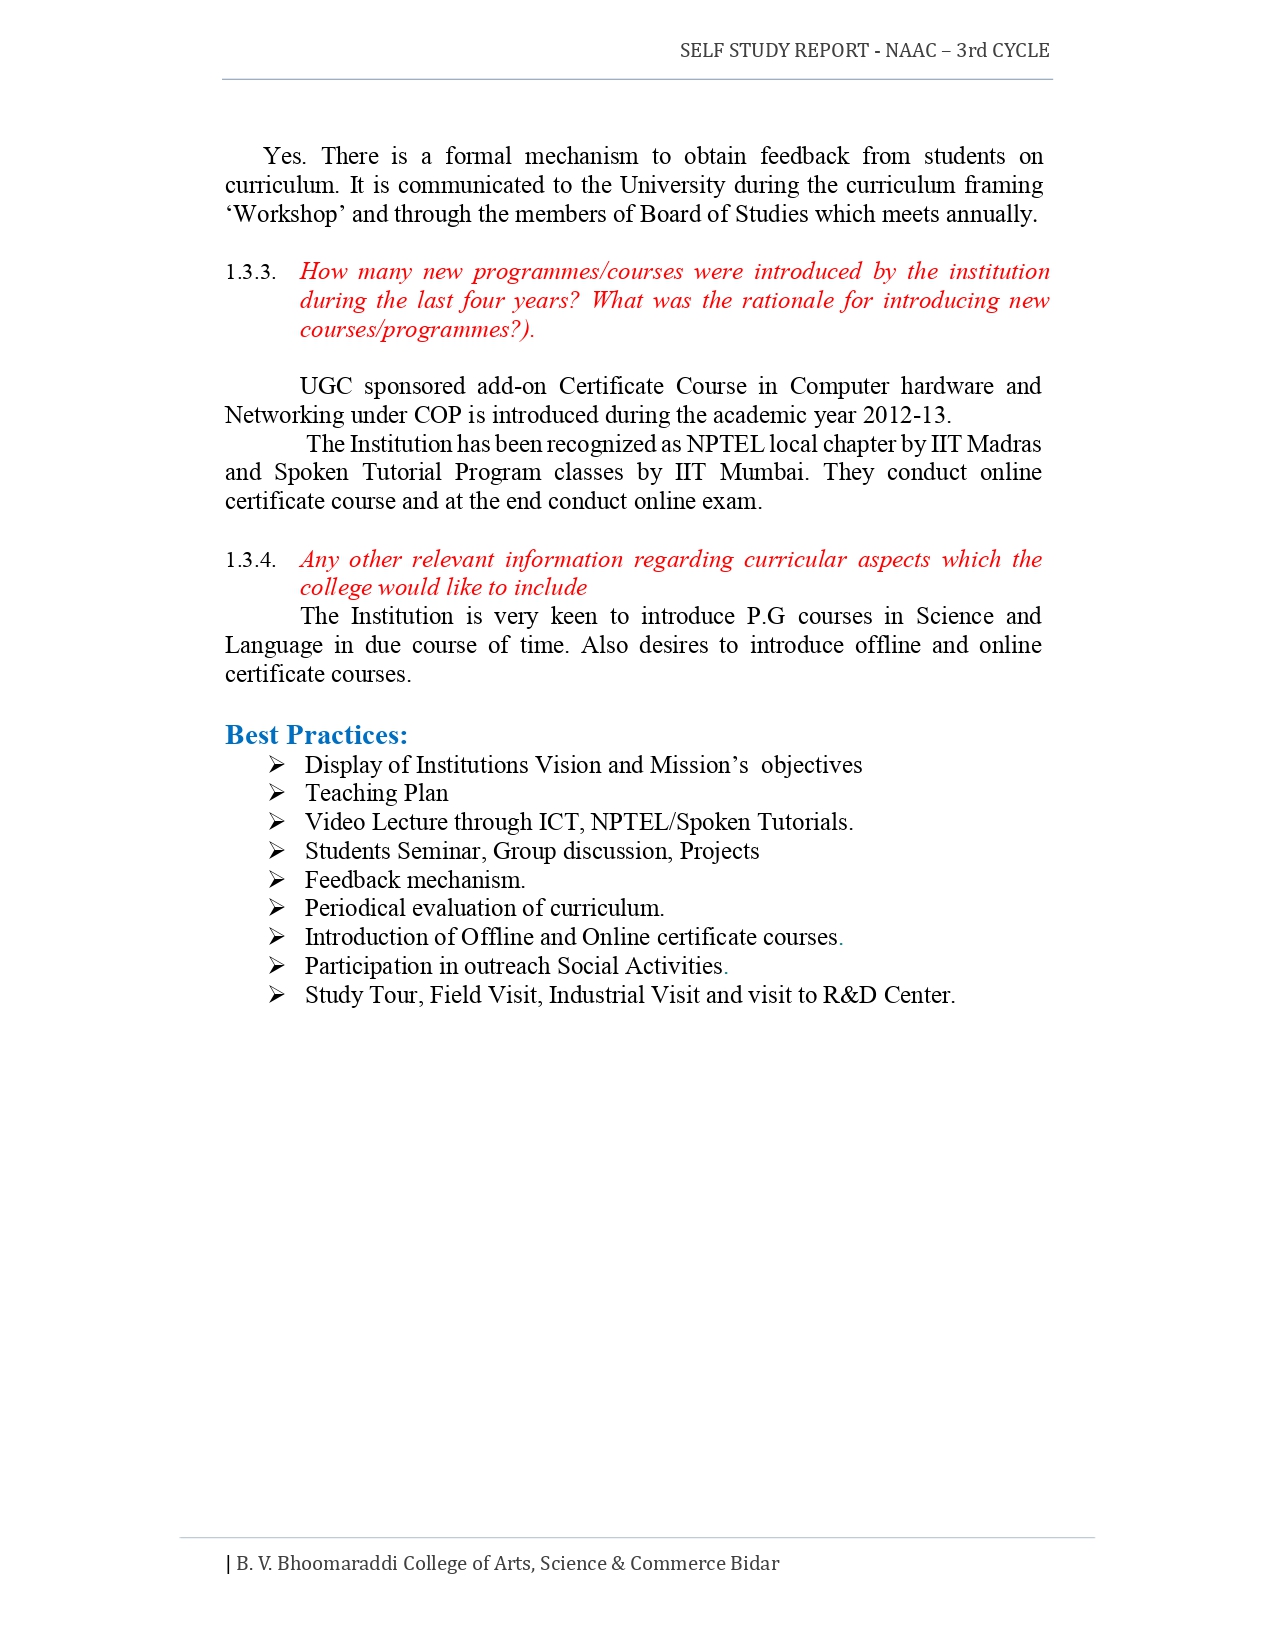 SELF STUDY REPORT - NAAC – 3rd CYCLE
Yes. There is a formal mechanism to obtain feedback from students on
curriculum. It is communicated to the University during the curriculum framing
‘Workshop’ and through the members of Board of Studies which meets annually.
1.3.3. How many new programmes/courses were introduced by the institution
during the last four years? What was the rationale for introducing new
courses/programmes?).
UGC sponsored add-on Certificate Course in Computer hardware and
Networking under COP is introduced during the academic year 2012-13.
The Institution has been recognized as NPTEL local chapter by IIT Madras
and Spoken Tutorial Program classes by IIT Mumbai. They conduct online
certificate course and at the end conduct online exam.
1.3.4. Any other relevant information regarding curricular aspects which the
college would like to include
The Institution is very keen to introduce P.G courses in Science and
Language in due course of time. Also desires to introduce offline and online
certificate courses.
Best Practices:
➢ Display of Institutions Vision and Mission’s objectives
➢ Teaching Plan
➢ Video Lecture through ICT, NPTEL/Spoken Tutorials.
➢ Students Seminar, Group discussion, Projects
➢ Feedback mechanism.
➢ Periodical evaluation of curriculum.
➢ Introduction of Offline and Online certificate courses.
➢ Participation in outreach Social Activities.
➢ Study Tour, Field Visit, Industrial Visit and visit to R&D Center.
| B. V. Bhoomaraddi College of Arts, Science & Commerce Bidar